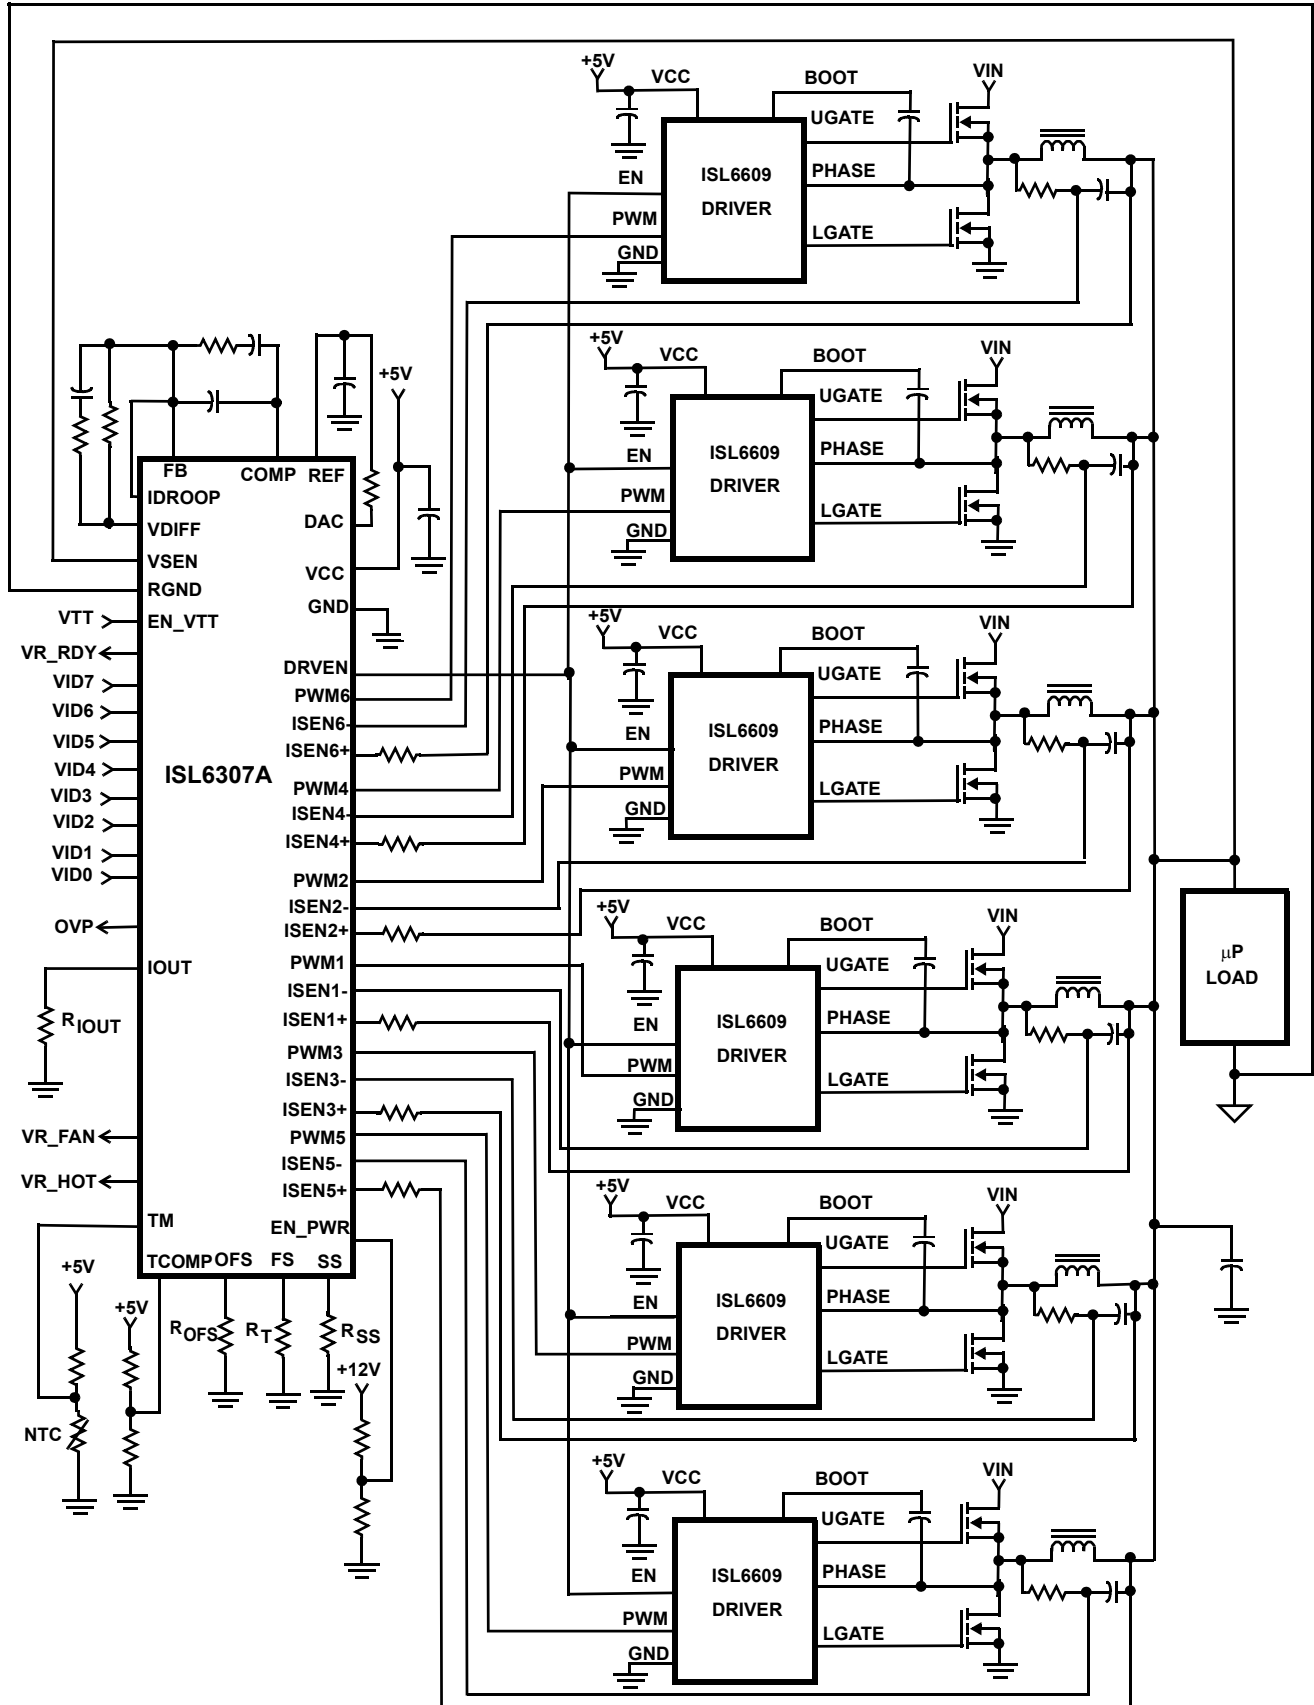 +5V
VCC
BOOT
VIN
UGATE
EN
ISL6609
DRIVER
PHASE
PWM
GND
LGATE
+5V
VCC
BOOT
VIN
UGATE
EN
ISL6609
DRIVER
PHASE
PWM
GND
LGATE
+5V
VCC
BOOT
VIN
UGATE
EN
ISL6609
DRIVER
PHASE
PWM
GND
LGATE
+5V
VCC
BOOT
VIN
UGATE
EN
ISL6609
DRIVER
PHASE
PWM
GND
LGATE
+5V
VCC
BOOT
VIN
UGATE
EN
ISL6609
DRIVER
PHASE
PWM
GND
LGATE
+5V
VCC
BOOT
VIN
UGATE
EN
ISL6609
DRIVER
PHASE
PWM
GND
LGATE
+5V
FB
COMP
REF
IDROOP
VDIFF
VSEN
RGND
EN_VTT
VTT
VR_RDY
VID7
VID6
VID5
VID4
VID3
VID2
VID1
VID0
OVP
IOUT
RIOUT
VR_FAN
VR_HOT
TM
TCOMP
OFS
FS
SS
ISL6307A
DAC
VCC
GND
DRVEN
PWM6
ISEN6-
ISEN6+
PWM4
ISEN4-
ISEN4+
PWM2
ISEN2-
ISEN2+
PWM1
ISEN1-
ISEN1+
PWM3
ISEN3-
ISEN3+
PWM5
ISEN5-
ISEN5+
EN_PWR
+5V
+5V
ROFS
RT
RSS
+12V
NTC
µP
LOAD